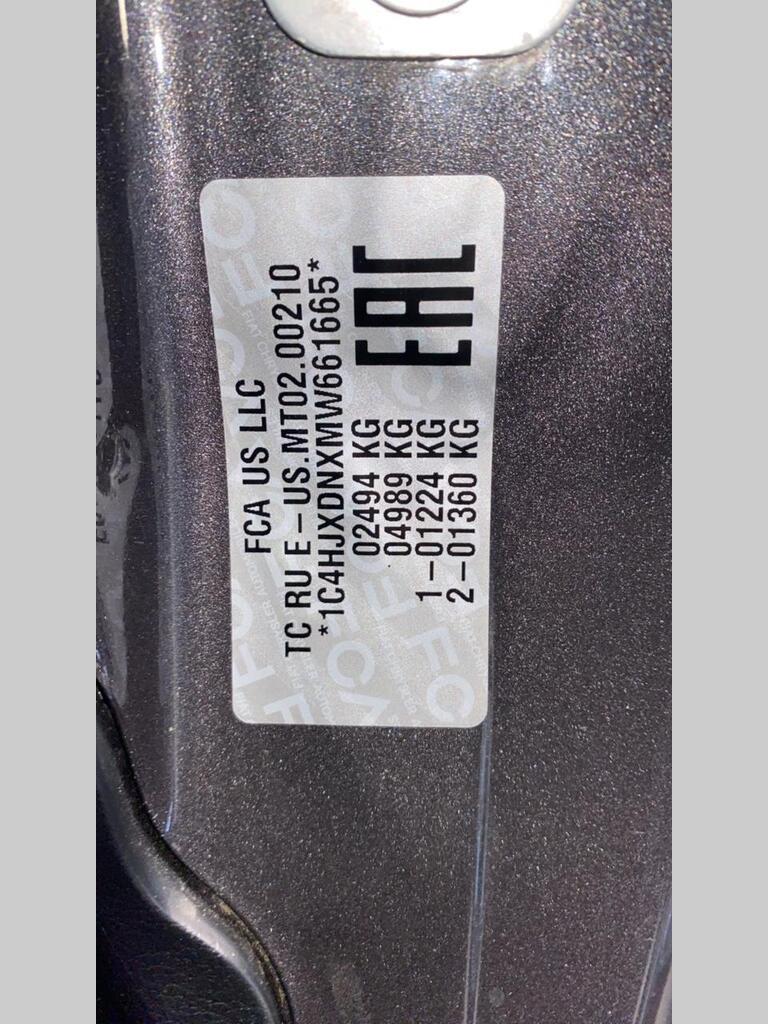 FCA US LLC
TC RU E-US.MT02.00210
*1C4HJXDNXMW661665*
02494 KG
04989 KG
1-01224 KG
2-01360 KG
EAC